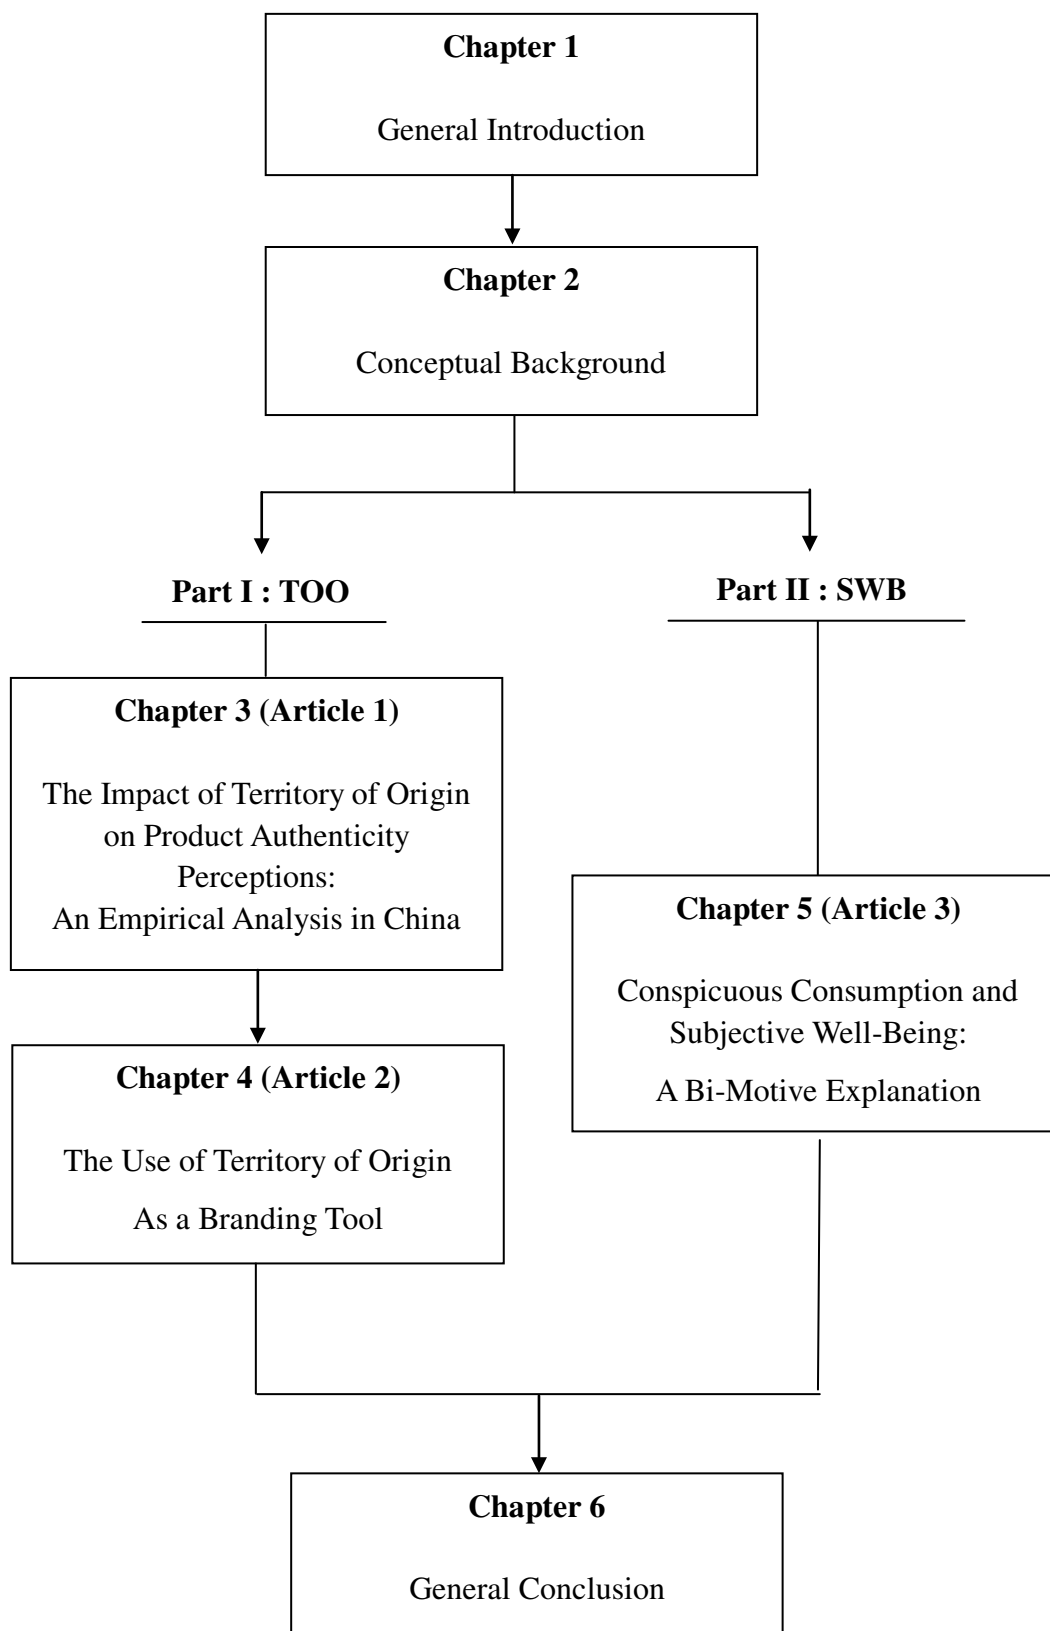 Chapter 1
General Introduction
Chapter 2
Conceptual Background
Part I : TOO
Part II : SWB
Chapter 3 (Article 1)
The Impact of Territory of Origin
on Product Authenticity
Perceptions:
An Empirical Analysis in China
Chapter 4 (Article 2)
The Use of Territory of Origin
As a Branding Tool
Chapter 5 (Article 3)
Conspicuous Consumption and
Subjective Well-Being:
A Bi-Motive Explanation
Chapter 6
General Conclusion